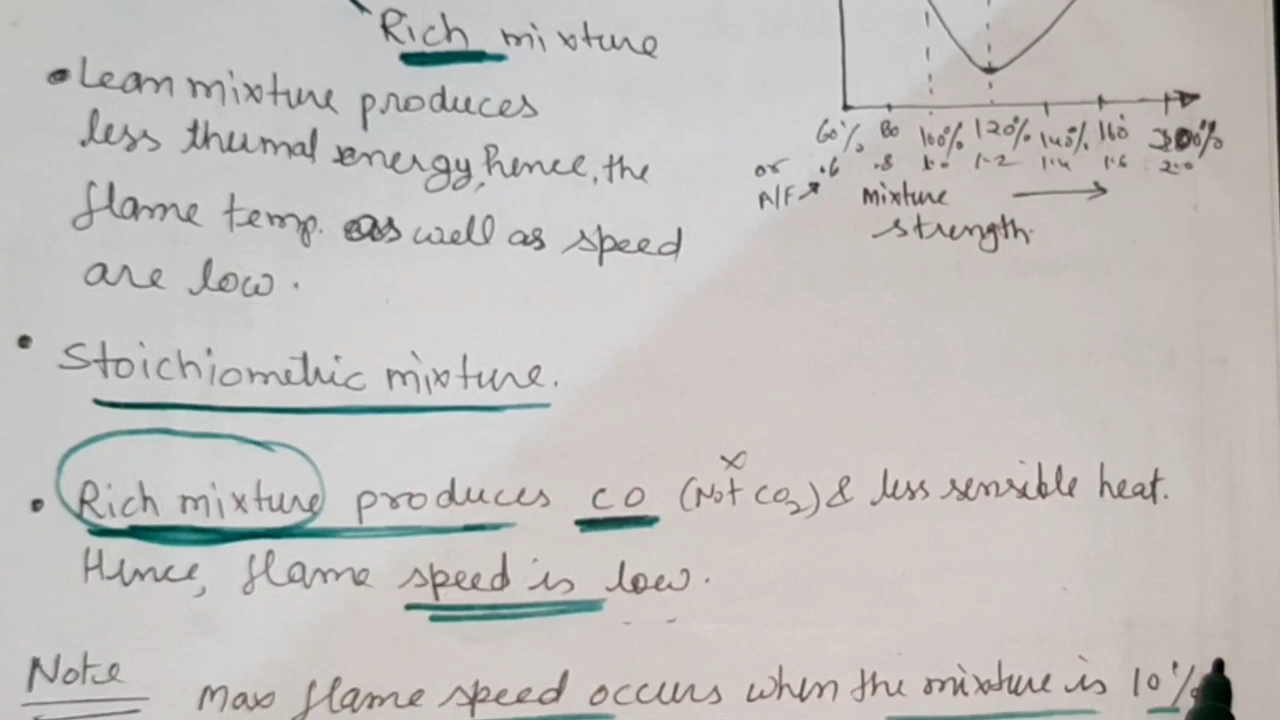 Rich mixture
• Lean mixture produces
less thermal energy, hence, the
flame temp. as well as speed
are low.
60% 80 100% 120% 140% 160 200%
or .6 .8 1.0 1.2 1.4 1.6 2.0
A/F mixture
strength.
• Stoichiometric mixture.
x
• Rich mixture produces CO (Not CO2) & less sensible heat.
Hence, flame speed is low.
Note Max flame speed occurs when the mixture is 10%